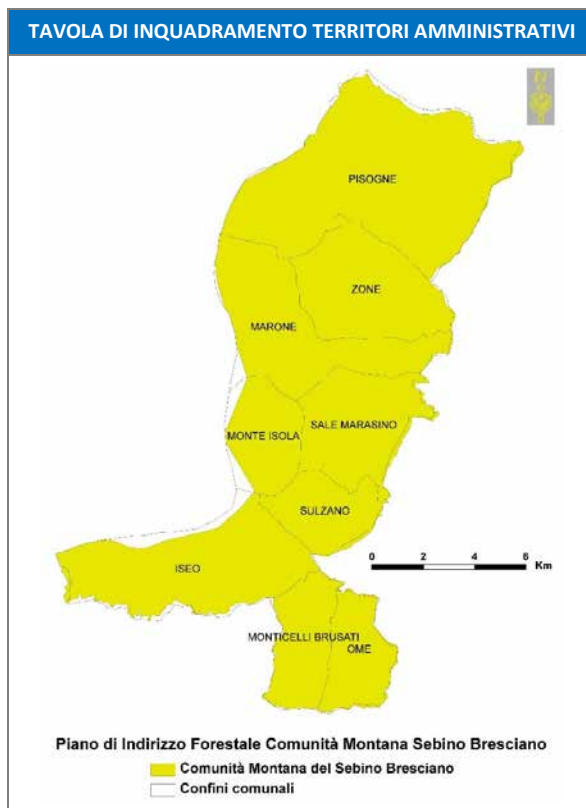 TAVOLA DI INQUADRAMENTO TERRITORI AMMINISTRATIVI
PISOGNE
ZONE
MARONE
SALE MARASINO
MONTE ISOLA
SULZANO
0 2 4 6
Km
ISEO
MONTICELLI BRUSATI
OME
Piano di Indirizzo Forestale Comunità Montana Sebino Bresciano
Comunità Montana del Sebino Bresciano
Confini comunali